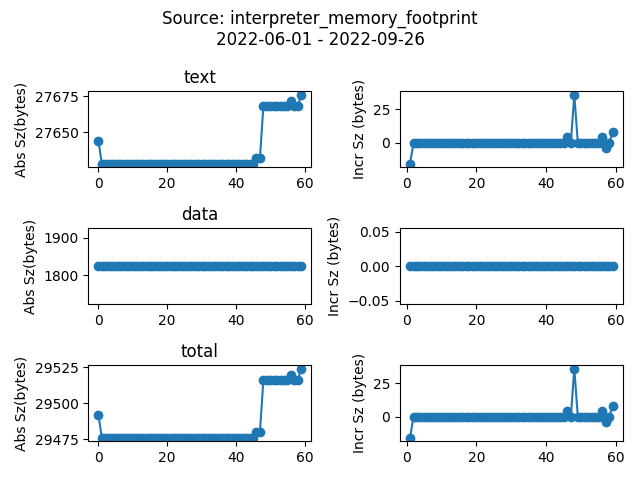 Source: interpreter_memory_footprint
2022-06-01 - 2022-09-26
text
Abs Sz(bytes)
27675
27650
0 20 40 60
Incr Sz (bytes)
25
0
0 20 40 60
data
Abs Sz(bytes)
1900
1800
0 20 40 60
Incr Sz (bytes)
0.05
0.00
−0.05
0 20 40 60
total
Abs Sz(bytes)
29525
29500
29475
0 20 40 60
Incr Sz (bytes)
25
0
0 20 40 60